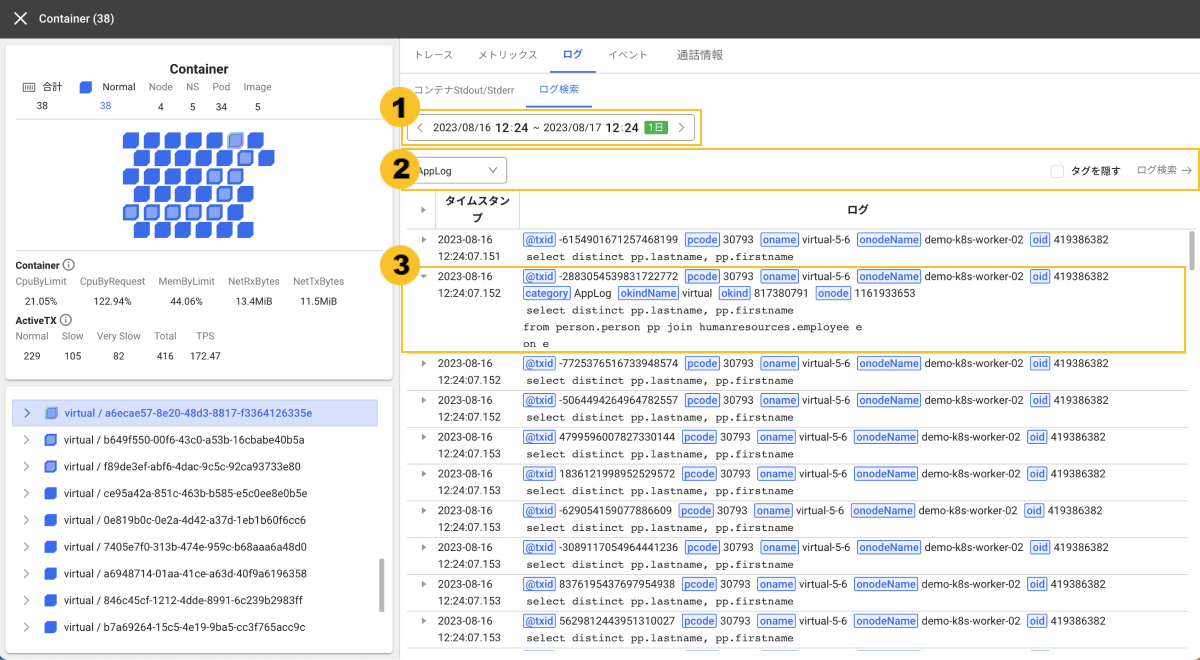 Container (38)
Container
合計 Normal Node NS Pod Image
38 38 4 5 34 5
Container
CpuByLimit CpuByRequest MemByLimit NetRxBytes NetTxBytes
21.05% 122.94% 44.06% 13.4MiB 11.5MiB
ActiveTX
Normal Slow Very Slow Total TPS
229 105 82 416 172.47
virtual / a6ecae57-8e20-48d3-8817-f3364126335e
virtual / b649f550-00f6-43c0-a53b-16cbabe40b5a
virtual / f89de3ef-abf6-4dac-9c5c-92ca93733e80
virtual / ce95a42a-851c-463b-b585-e5c0ee8e0b5e
virtual / 0e819b0c-0e2a-4d42-a37d-1eb1b60f6cc6
virtual / 7405e7f0-313b-474e-959c-b68aaa6a48d0
virtual / a6948714-01aa-41ce-a63d-40f9a6196358
virtual / 846c45cf-1212-4dde-8991-6c239b2983ff
virtual / b7a69264-15c5-4e19-9ba5-cc3f765acc9c
トレース メトリックス ログ イベント 通話情報
コンテナStdout/Stderr ログ検索
1
2023/08/16 12:24 ~ 2023/08/17 12:24 1日
2
AppLog タグを隠す ログ検索 →
タイムスタン
プ
ログ
2023-08-16 @txid -6154901671257468199 pcode 30793 oname virtual-5-6 onodeName demo-k8s-worker-02 oid 419386382
12:24:07.151 select distinct pp.lastname, pp.firstname
3
2023-08-16 @txid -2883054539831722772 pcode 30793 oname virtual-5-6 onodeName demo-k8s-worker-02 oid 419386382
12:24:07.152 category AppLog okindName virtual okind 817380791 onode 1161933653
select distinct pp.lastname, pp.firstname
from person.person pp join humanresources.employee e
on e
2023-08-16 @txid -7725376516733948574 pcode 30793 oname virtual-5-6 onodeName demo-k8s-worker-02 oid 419386382
12:24:07.152 select distinct pp.lastname, pp.firstname
2023-08-16 @txid -5064494264964782557 pcode 30793 oname virtual-5-6 onodeName demo-k8s-worker-02 oid 419386382
12:24:07.152 select distinct pp.lastname, pp.firstname
2023-08-16 @txid 4799596007827330144 pcode 30793 oname virtual-5-6 onodeName demo-k8s-worker-02 oid 419386382
12:24:07.153 select distinct pp.lastname, pp.firstname
2023-08-16 @txid 1836121998952529572 pcode 30793 oname virtual-5-6 onodeName demo-k8s-worker-02 oid 419386382
12:24:07.153 select distinct pp.lastname, pp.firstname
2023-08-16 @txid -629054159077886609 pcode 30793 oname virtual-5-6 onodeName demo-k8s-worker-02 oid 419386382
12:24:07.153 select distinct pp.lastname, pp.firstname
2023-08-16 @txid -3089117054964441236 pcode 30793 oname virtual-5-6 onodeName demo-k8s-worker-02 oid 419386382
12:24:07.153 select distinct pp.lastname, pp.firstname
2023-08-16 @txid 8376195437697954938 pcode 30793 oname virtual-5-6 onodeName demo-k8s-worker-02 oid 419386382
12:24:07.153 select distinct pp.lastname, pp.firstname
2023-08-16 @txid 5629812443951310027 pcode 30793 oname virtual-5-6 onodeName demo-k8s-worker-02 oid 419386382
12:24:07.153 select distinct pp.lastname, pp.firstname